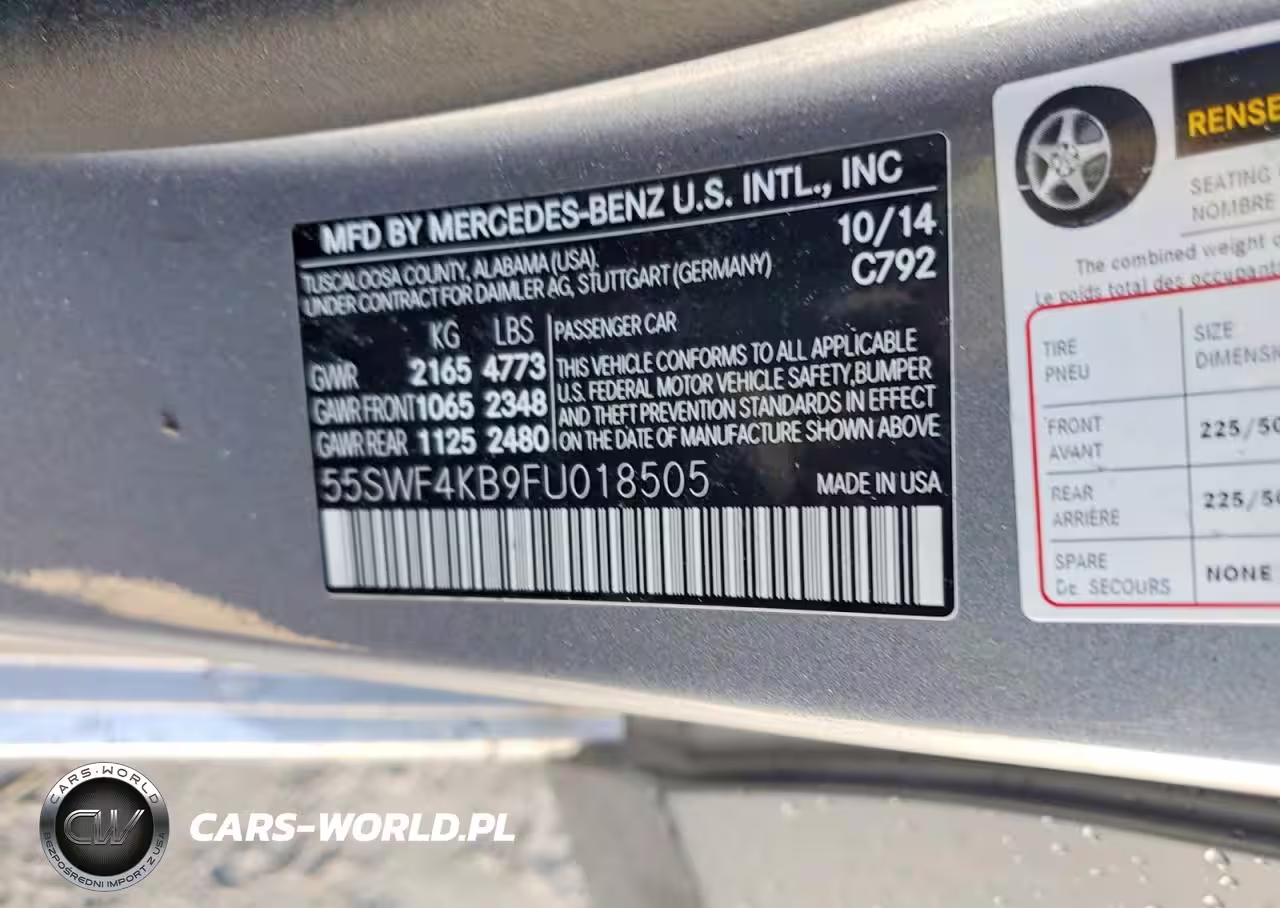 MFD BY MERCEDES-BENZ U.S. INTL., INC
TUSCALOOSA COUNTY, ALABAMA (USA)
10/14
UNDER CONTRACT FOR DAIMLER AG, STUTTGART (GERMANY)
C792
KG LBS
GVWR 2165 4773
GAWR FRONT 1065 2348
GAWR REAR 1125 2480
PASSENGER CAR
THIS VEHICLE CONFORMS TO ALL APPLICABLE
U.S. FEDERAL MOTOR VEHICLE SAFETY, BUMPER
AND THEFT PREVENTION STANDARDS IN EFFECT
ON THE DATE OF MANUFACTURE SHOWN ABOVE
55SWF4KB9FU018505
MADE IN USA
RENSE
SEATING
NOMBRE
The combined weight
Le poids total des occupant
TIRE
PNEU
SIZE
DIMENSI
FRONT
AVANT
225/50
REAR
ARRIÈRE
225/50
SPARE
DE SECOURS
NONE
CARS-WORLD
CW
BEZPOŚREDNI IMPORT Z USA
CARS-WORLD.PL